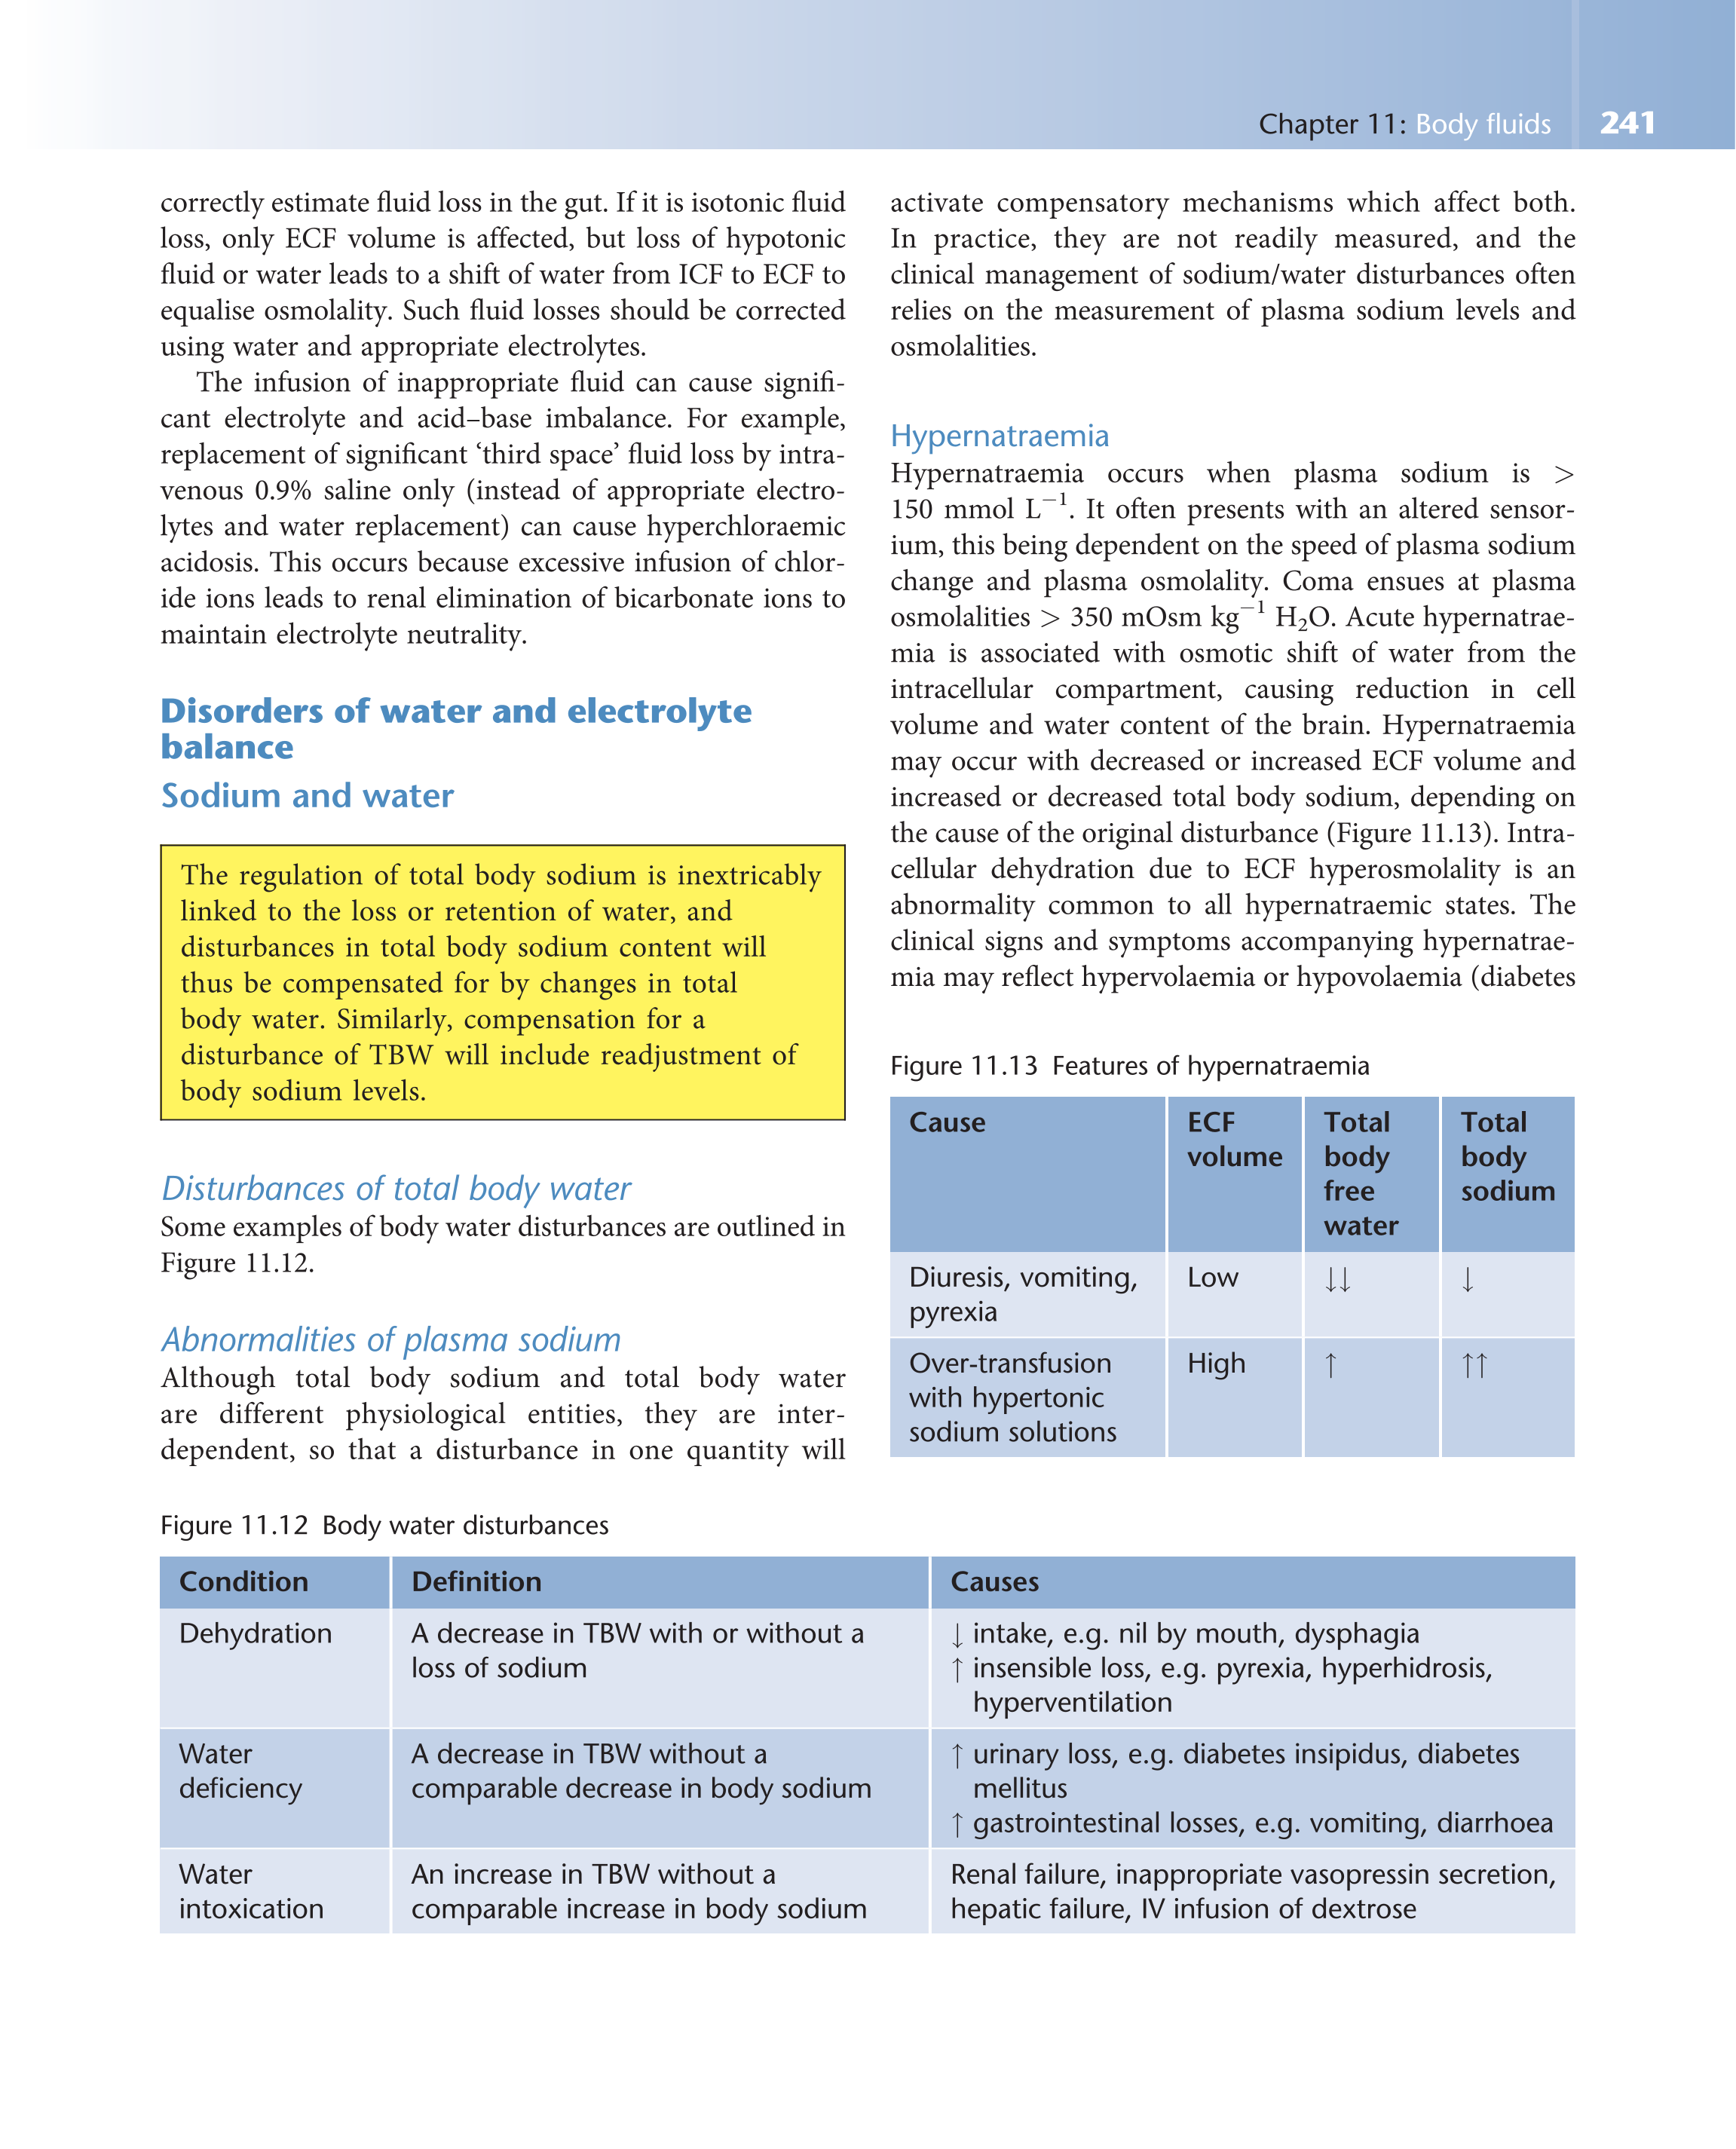 Chapter 11: Body fluids 241
correctly estimate fluid loss in the gut. If it is isotonic fluid
loss, only ECF volume is affected, but loss of hypotonic
fluid or water leads to a shift of water from ICF to ECF to
equalise osmolality. Such fluid losses should be corrected
using water and appropriate electrolytes.
The infusion of inappropriate fluid can cause signifi-
cant electrolyte and acid–base imbalance. For example,
replacement of significant ‘third space’ fluid loss by intra-
venous 0.9% saline only (instead of appropriate electro-
lytes and water replacement) can cause hyperchloraemic
acidosis. This occurs because excessive infusion of chlor-
ide ions leads to renal elimination of bicarbonate ions to
maintain electrolyte neutrality.
Disorders of water and electrolyte
balance
Sodium and water
The regulation of total body sodium is inextricably
linked to the loss or retention of water, and
disturbances in total body sodium content will
thus be compensated for by changes in total
body water. Similarly, compensation for a
disturbance of TBW will include readjustment of
body sodium levels.
Disturbances of total body water
Some examples of body water disturbances are outlined in
Figure 11.12.
Abnormalities of plasma sodium
Although total body sodium and total body water
are different physiological entities, they are inter-
dependent, so that a disturbance in one quantity will
activate compensatory mechanisms which affect both.
In practice, they are not readily measured, and the
clinical management of sodium/water disturbances often
relies on the measurement of plasma sodium levels and
osmolalities.
Hypernatraemia
Hypernatraemia occurs when plasma sodium is >
150 mmol L⁻¹. It often presents with an altered sensor-
ium, this being dependent on the speed of plasma sodium
change and plasma osmolality. Coma ensues at plasma
osmolalities > 350 mOsm kg⁻¹ H₂O. Acute hypernatrae-
mia is associated with osmotic shift of water from the
intracellular compartment, causing reduction in cell
volume and water content of the brain. Hypernatraemia
may occur with decreased or increased ECF volume and
increased or decreased total body sodium, depending on
the cause of the original disturbance (Figure 11.13). Intra-
cellular dehydration due to ECF hyperosmolality is an
abnormality common to all hypernatraemic states. The
clinical signs and symptoms accompanying hypernatrae-
mia may reflect hypervolaemia or hypovolaemia (diabetes
Figure 11.13 Features of hypernatraemia
Cause
ECF
volume
Total
body
free
water
Total
body
sodium
Diuresis, vomiting,
pyrexia
Low
↓↓
↓
Over-transfusion
with hypertonic
sodium solutions
High
↑
↑↑
Figure 11.12 Body water disturbances
Condition
Definition
Causes
Dehydration
A decrease in TBW with or without a
loss of sodium
↓ intake, e.g. nil by mouth, dysphagia
↑ insensible loss, e.g. pyrexia, hyperhidrosis,
hyperventilation
Water
deficiency
A decrease in TBW without a
comparable decrease in body sodium
↑ urinary loss, e.g. diabetes insipidus, diabetes
mellitus
↑ gastrointestinal losses, e.g. vomiting, diarrhoea
Water
intoxication
An increase in TBW without a
comparable increase in body sodium
Renal failure, inappropriate vasopressin secretion,
hepatic failure, IV infusion of dextrose